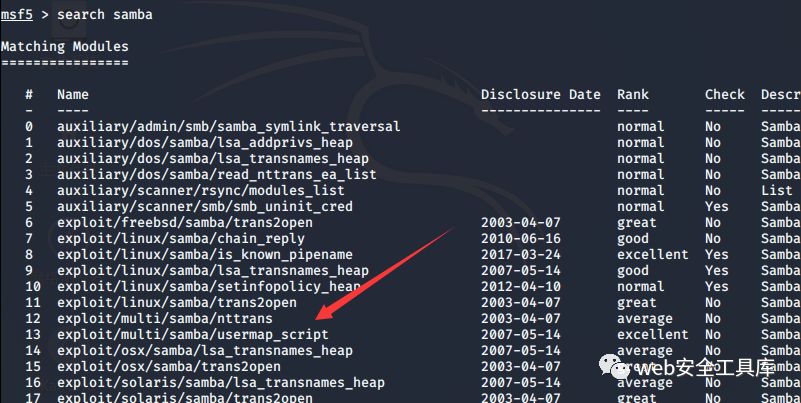 msf5 > search samba
Matching Modules
================
# Name Disclosure Date Rank Check Descr
- ---- --------------- ---- ----- -----
0 auxiliary/admin/smb/samba_symlink_traversal normal No Samba
1 auxiliary/dos/samba/lsa_addprivs_heap normal No Samba
2 auxiliary/dos/samba/lsa_transnames_heap normal No Samba
3 auxiliary/dos/samba/read_nttrans_ea_list normal No Samba
4 auxiliary/scanner/rsync/modules_list normal No List
5 auxiliary/scanner/smb/smb_uninit_cred normal Yes Samba
6 exploit/freebsd/samba/trans2open 2003-04-07 great No Samba
7 exploit/linux/samba/chain_reply 2010-06-16 good No Samba
8 exploit/linux/samba/is_known_pipename 2017-03-24 excellent Yes Samba
9 exploit/linux/samba/lsa_transnames_heap 2007-05-14 good Yes Samba
10 exploit/linux/samba/setinfopolicy_heap 2012-04-10 normal Yes Samba
11 exploit/linux/samba/trans2open 2003-04-07 great No Samba
12 exploit/multi/samba/nttrans 2003-04-07 average No Samba
13 exploit/multi/samba/usermap_script 2007-05-14 excellent No Samba
14 exploit/osx/samba/lsa_transnames_heap 2007-05-14 average No Samba
15 exploit/osx/samba/trans2open 2003-04-07 No Samba
16 exploit/solaris/samba/lsa_transnames_heap 2007-05-14 average No Samba
17 exploit/solaris/samba/trans2open 2003-04-07 great No Samba
web安全工具库